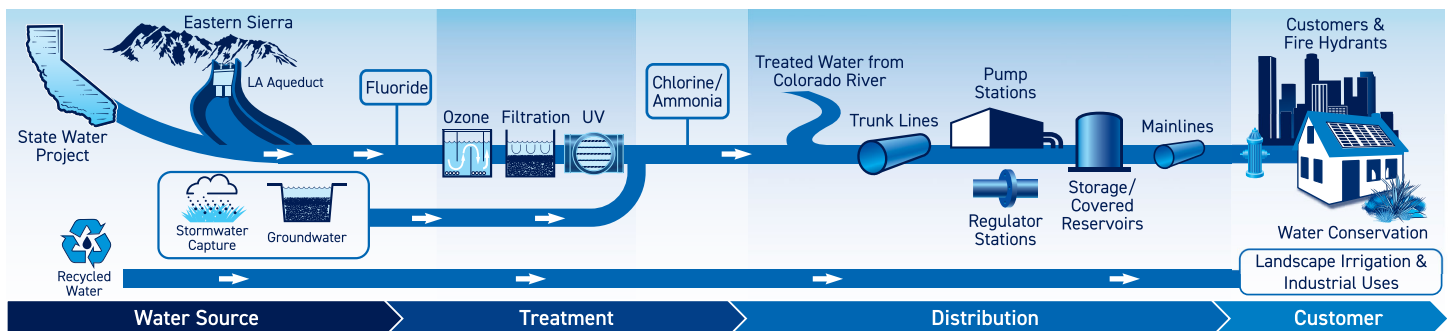 Eastern Sierra
LA Aqueduct
State Water
Project
Fluoride
Stormwater
Capture
Groundwater
Recycled
Water
Ozone
Filtration
UV
Chlorine/
Ammonia
Treated Water from
Colorado River
Trunk Lines
Pump
Stations
Regulator
Stations
Storage/
Covered
Reservoirs
Mainlines
Customers &
Fire Hydrants
Water Conservation
Landscape Irrigation &
Industrial Uses
Water Source
Treatment
Distribution
Customer